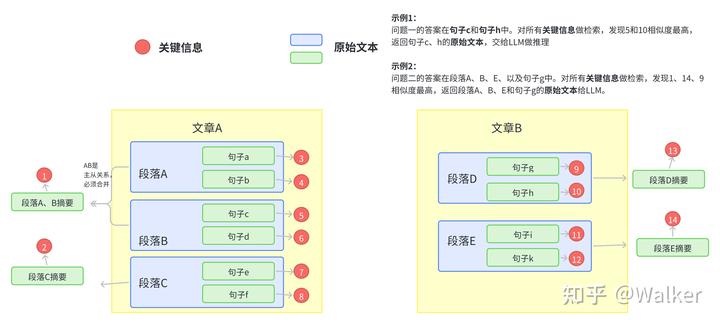 示例1:
问题一的答案在句子c和句子h中。对所有关键信息做检索，发现5和10相似度最高，
返回句子c、h的原始文本，交给LLM做推理
示例2:
问题二的答案在段落A、B、E、以及句子g中。对所有关键信息做检索，发现1、14、9
相似度最高，返回段落A、B、E和句子g的原始文本给LLM。
关键信息
原始文本
文章A
AB是
主从关系,
必须合并
1
段落A、B摘要
2
段落C摘要
段落A
句子a
3
句子b
4
段落B
句子c
5
句子d
6
段落C
句子e
7
句子f
8
文章B
段落D
句子g
9
句子h
10
13
段落D摘要
段落E
句子i
11
句子k
12
14
段落E摘要
知乎 @Walker